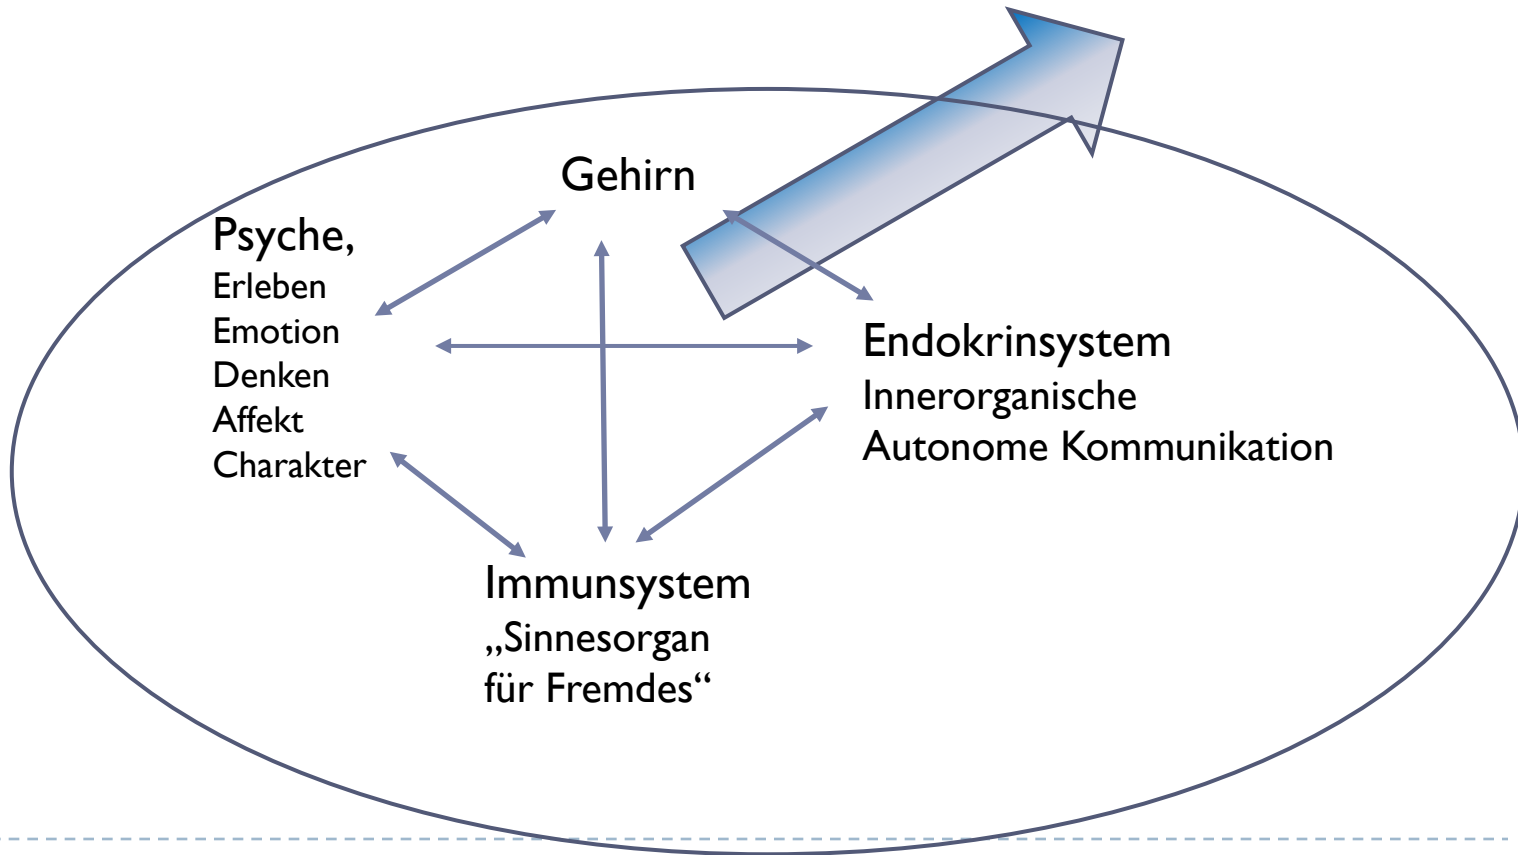 Gehirn
Psyche,
Erleben
Emotion
Denken
Affekt
Charakter
Endokrinsystem
Innerorganische
Autonome Kommunikation
Immunsystem
„Sinnesorgan
für Fremdes“